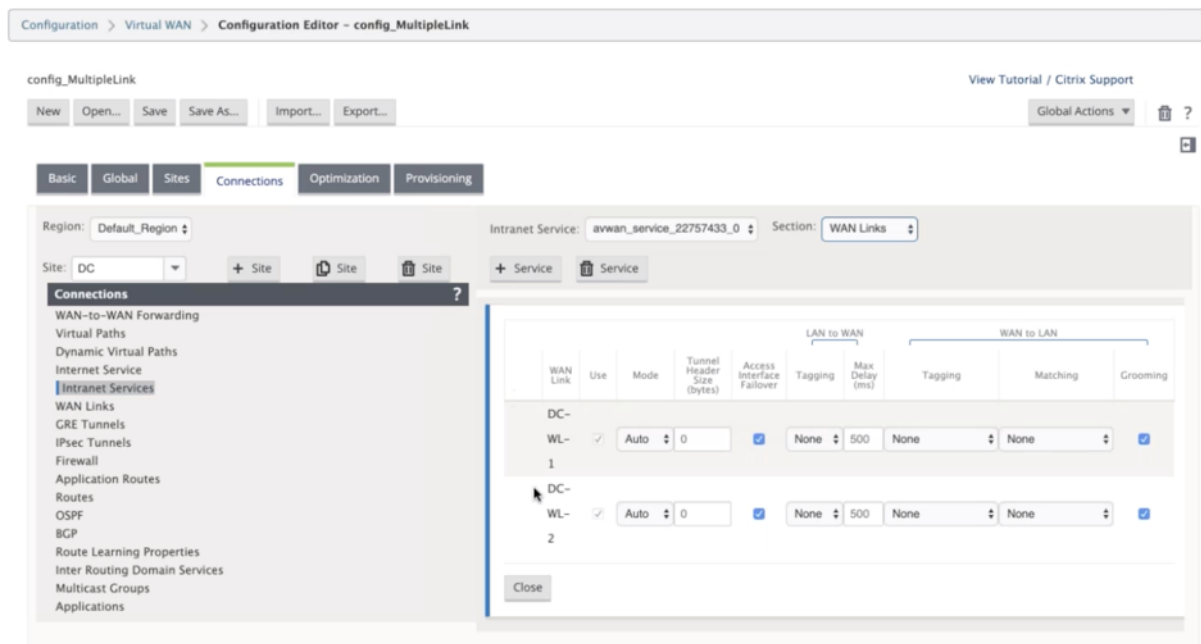 Configuration > Virtual WAN > Configuration Editor - config_MultipleLink
config_MultipleLink
View Tutorial / Citrix Support
New Open... Save Save As... Import... Export... Global Actions ?
Basic Global Sites Connections Optimization Provisioning
Region: Default_Region
Intranet Service: avwan_service_22757433_0 Section: WAN Links
Site: DC + Site Site Site
+ Service Service
Connections ?
WAN-to-WAN Forwarding
Virtual Paths
Dynamic Virtual Paths
Internet Service
Intranet Services
WAN Links
GRE Tunnels
IPsec Tunnels
Firewall
Application Routes
Routes
OSPF
BGP
Route Learning Properties
Inter Routing Domain Services
Multicast Groups
Applications
LAN to WAN WAN to LAN
WAN Link Use Mode Tunnel Header Size (bytes) Access Interface Failover Tagging Max Delay (ms) Tagging Matching Grooming
DC-
WL- Auto 0 None 500 None None
1
DC-
WL- Auto 0 None 500 None None
2
Close